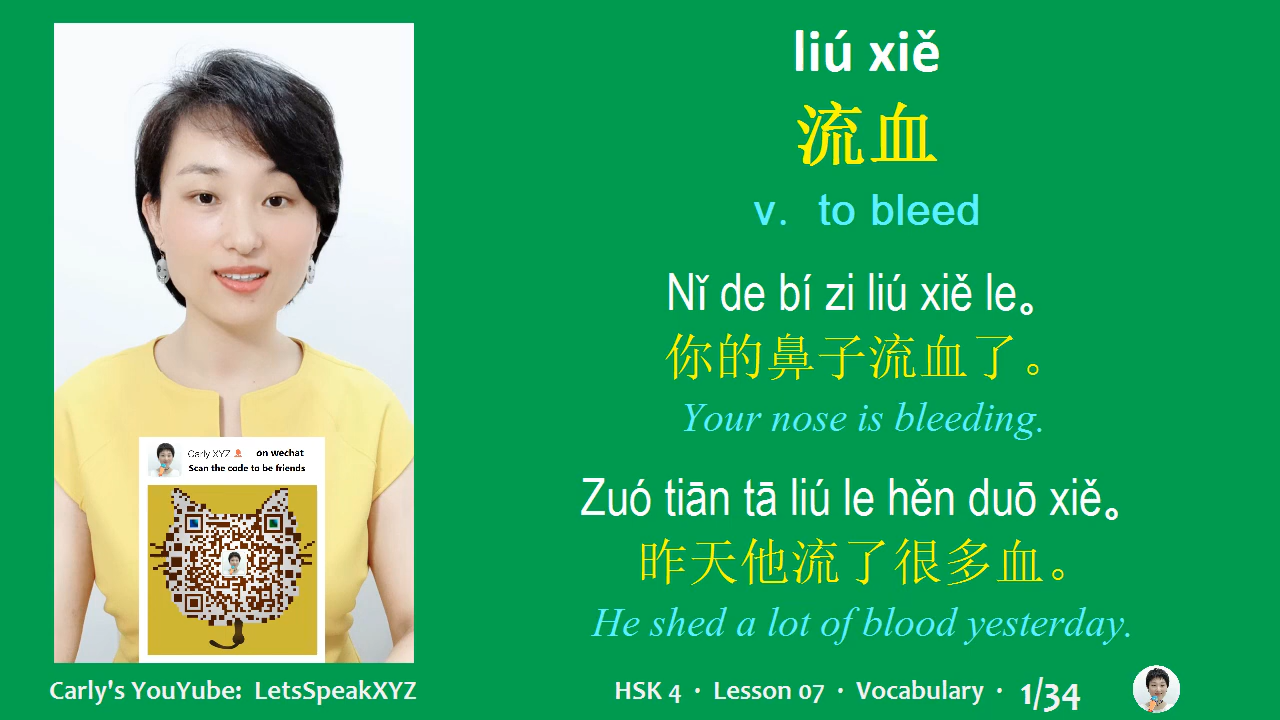 liú xiě
流血
v. to bleed
Nǐ de bí zi liú xiě le。
你的鼻子流血了。
Your nose is bleeding.
Zuó tiān tā liú le hěn duō xiě。
昨天他流了很多血。
He shed a lot of blood yesterday.
Carly XYZ on wechat
Scan the code to be friends
Carly's YouYube: LetsSpeakXYZ
HSK 4 · Lesson 07 · Vocabulary · 1/34